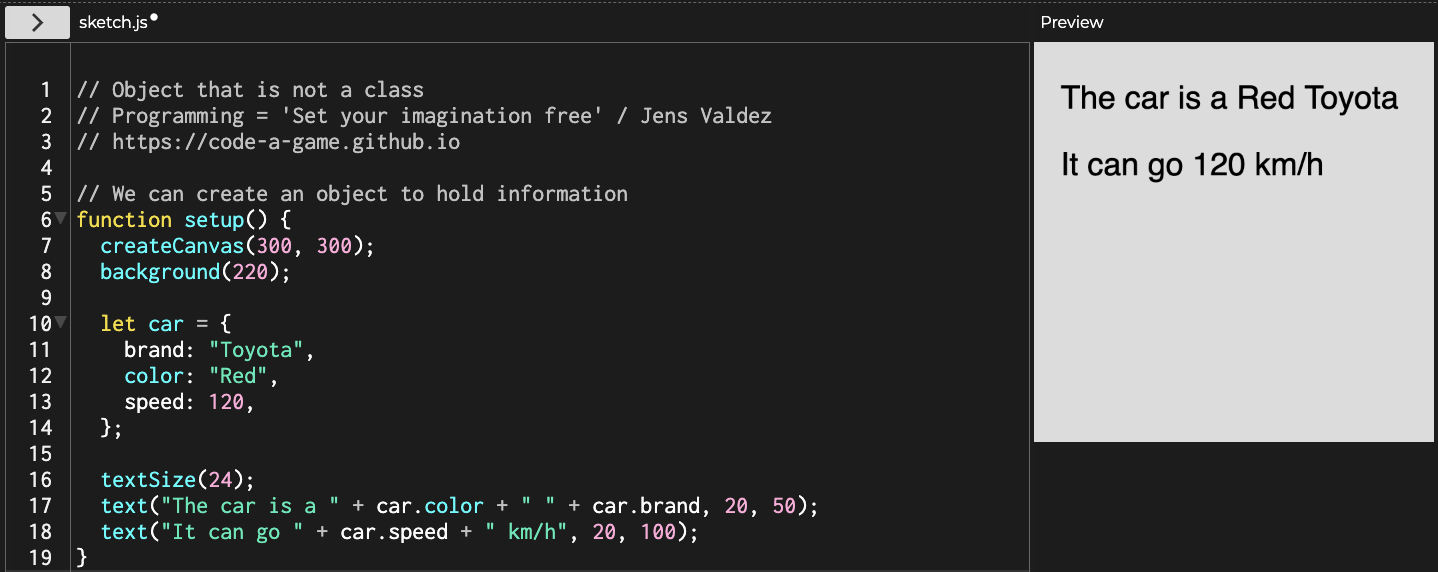 sketch.js
Preview
1 // Object that is not a class
2 // Programming = 'Set your imagination free' / Jens Valdez
3 // https://code-a-game.github.io
4
5 // We can create an object to hold information
6 function setup() {
7   createCanvas(300, 300);
8   background(220);
9
10   let car = {
11     brand: "Toyota",
12     color: "Red",
13     speed: 120,
14   };
15
16   textSize(24);
17   text("The car is a " + car.color + " " + car.brand, 20, 50);
18   text("It can go " + car.speed + " km/h", 20, 100);
19 }
The car is a Red Toyota
It can go 120 km/h